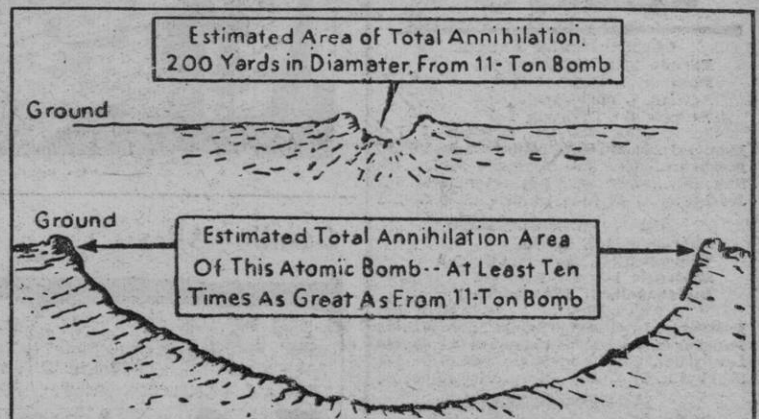 Estimated Area of Total Annihilation,
200 Yards in Diamater, From 11-Ton Bomb
Ground
Ground
Estimated Total Annihilation Area
Of This Atomic Bomb-- At Least Ten
Times As Great As From 11-Ton Bomb